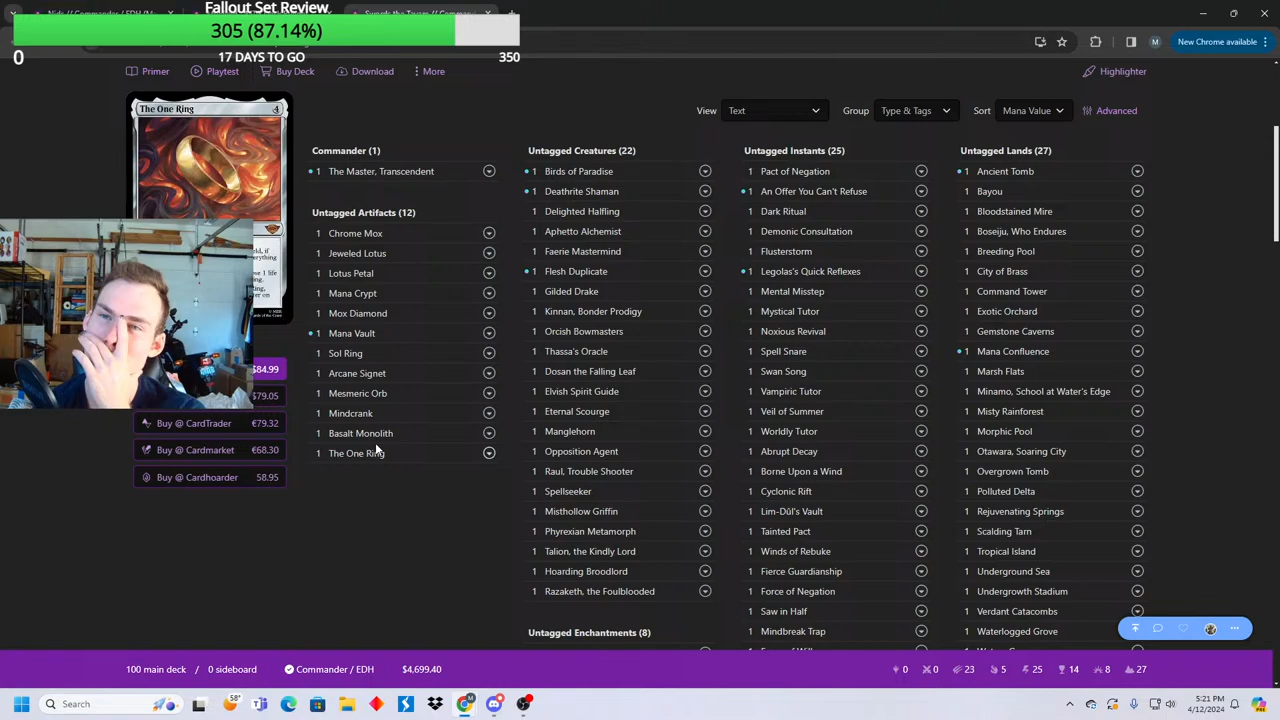 Fallout Set Review
305 (87.14%)
0
17 DAYS TO GO
350
New Chrome available
Primer
Playtest
Buy Deck
Download
More
Highlighter
The One Ring
4
View
Text
Group
Type & Tags
Sort
Mana Value
Advanced
$84.99
$79.05
Buy @ CardTrader €79.32
Buy @ Cardmarket €68.30
Buy @ Cardhoarder 58.95
Commander (1)
1 The Master, Transcendent
Untagged Artifacts (12)
1 Chrome Mox
1 Jeweled Lotus
1 Lotus Petal
1 Mana Crypt
1 Mox Diamond
1 Mana Vault
1 Sol Ring
1 Arcane Signet
1 Mesmeric Orb
1 Mindcrank
1 Basalt Monolith
1 The One Ring
Untagged Creatures (22)
1 Birds of Paradise
1 Deathrite Shaman
1 Delighted Halfling
1 Aphetto Alchemist
1 Faerie Mastermind
1 Flesh Duplicate
1 Gilded Drake
1 Kinnan, Bonder Prodigy
1 Orcish Bowmasters
1 Thassa's Oracle
1 Dosan the Falling Leaf
1 Elvish Spirit Guide
1 Eternal Scourge
1 Manglehorn
1 Opposition Agent
1 Raul, Trouble Shooter
1 Spellseeker
1 Misthollow Griffin
1 Phyrexian Metamorph
1 Talion, the Kindly Lord
1 Hoarding Broodlord
1 Razaketh, the Foulblooded
Untagged Enchantments (8)
Untagged Instants (25)
1 Pact of Negation
1 An Offer You Can't Refuse
1 Dark Ritual
1 Demonic Consultation
1 Flusterstorm
1 Legolas's Quick Reflexes
1 Mental Misstep
1 Mystical Tutor
1 Noxious Revival
1 Spell Snare
1 Swan Song
1 Vampiric Tutor
1 Veil of Summer
1 Worldly Tutor
1 Abrupt Decay
1 Borne Upon a Wind
1 Cyclonic Rift
1 Lim-Dûl's Vault
1 Tainted Pact
1 Winds of Rebuke
1 Fierce Guardianship
1 Force of Negation
1 Saw in Half
1 Mindbreak Trap
Untagged Lands (27)
1 Ancient Tomb
1 Bayou
1 Bloodstained Mire
1 Boseiju, Who Endures
1 Breeding Pool
1 City of Brass
1 Command Tower
1 Exotic Orchard
1 Gemstone Caverns
1 Mana Confluence
1 Marsh Flats
1 Minamo, School at Water's Edge
1 Misty Rainforest
1 Morphic Pool
1 Otawara, Soaring City
1 Overgrown Tomb
1 Polluted Delta
1 Rejuvenating Springs
1 Scalding Tarn
1 Tropical Island
1 Underground Sea
1 Undergrowth Stadium
1 Verdant Catacombs
1 Waterlogged Grove
100 main deck / 0 sideboard
Commander / EDH
$4,699.40
0
0
23
5
25
14
8
27
Search
58°
5:21 PM
4/12/2024